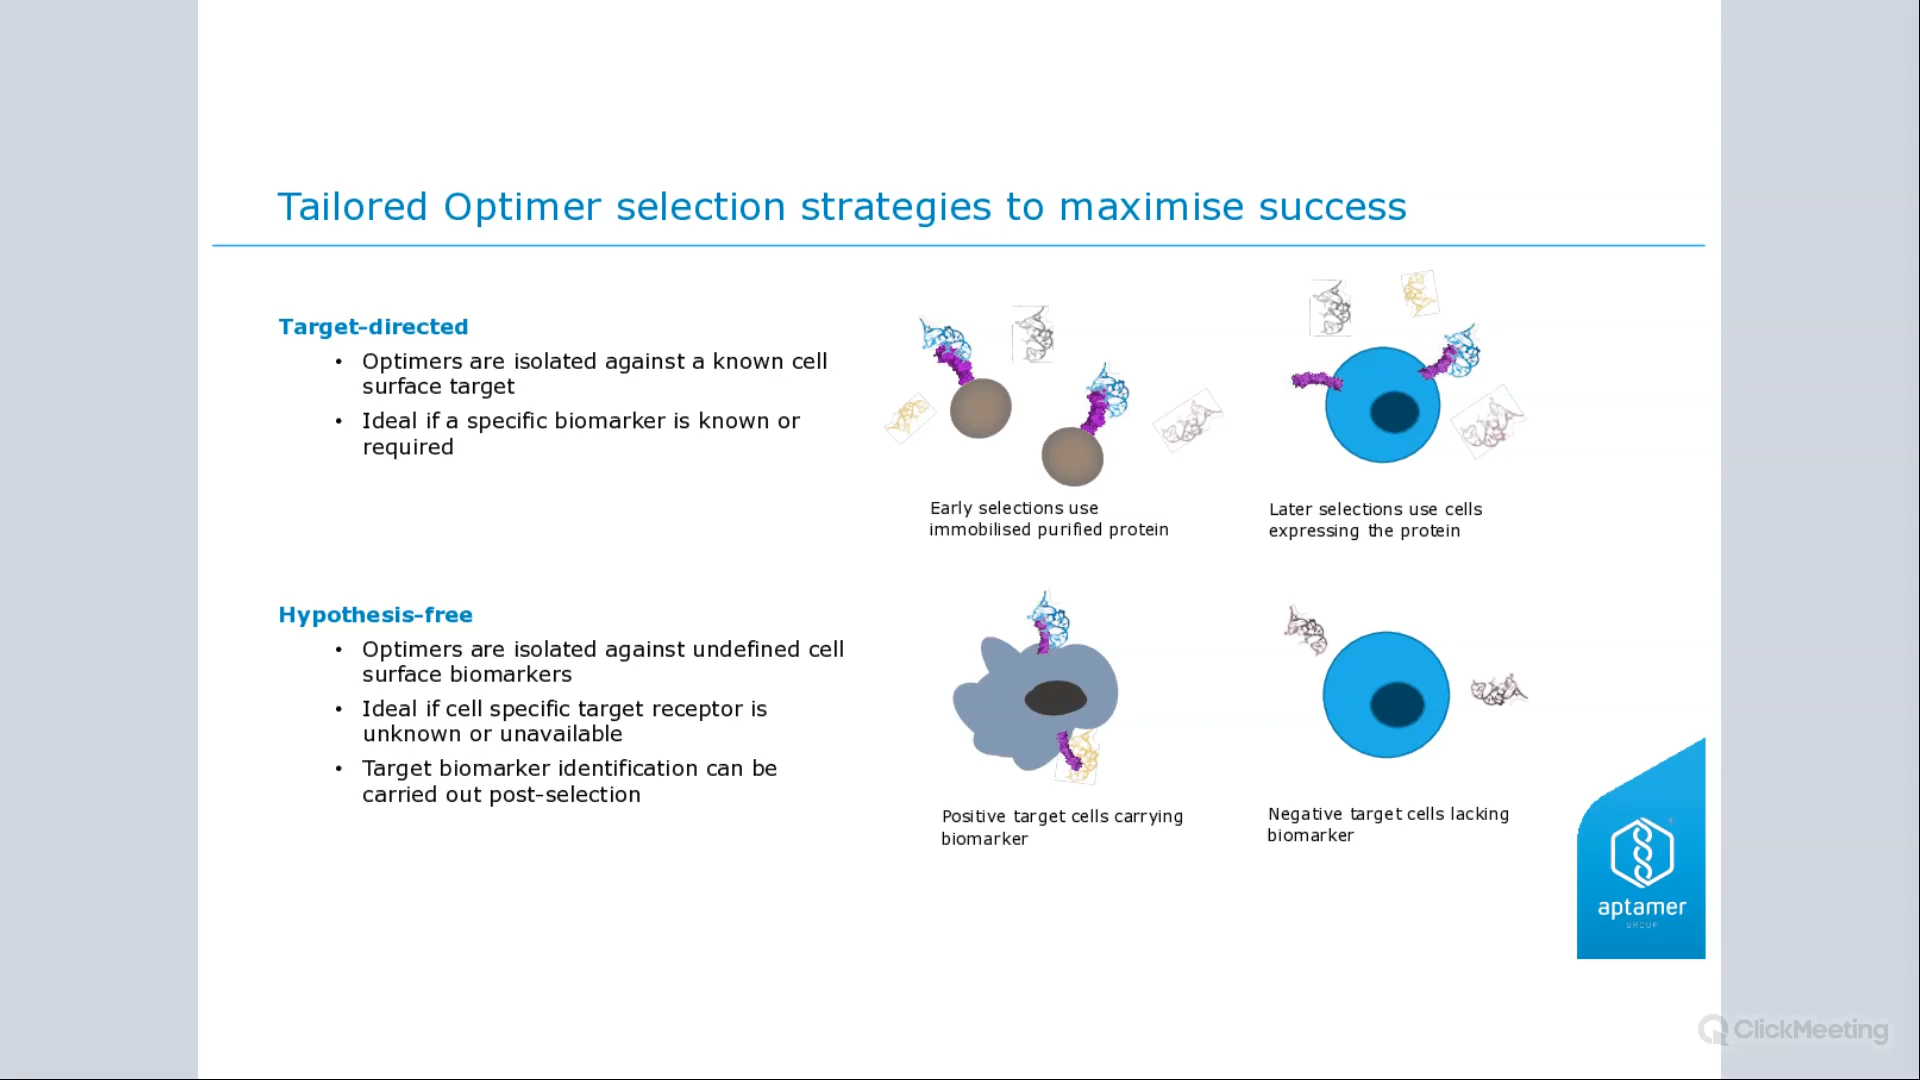 Tailored Optimer selection strategies to maximise success
Target-directed
• Optimers are isolated against a known cell
surface target
• Ideal if a specific biomarker is known or
required
Early selections use
immobilised purified protein
Later selections use cells
expressing the protein
Hypothesis-free
• Optimers are isolated against undefined cell
surface biomarkers
• Ideal if cell specific target receptor is
unknown or unavailable
• Target biomarker identification can be
carried out post-selection
Positive target cells carrying
biomarker
Negative target cells lacking
biomarker
aptamer
GROUP
ClickMeeting